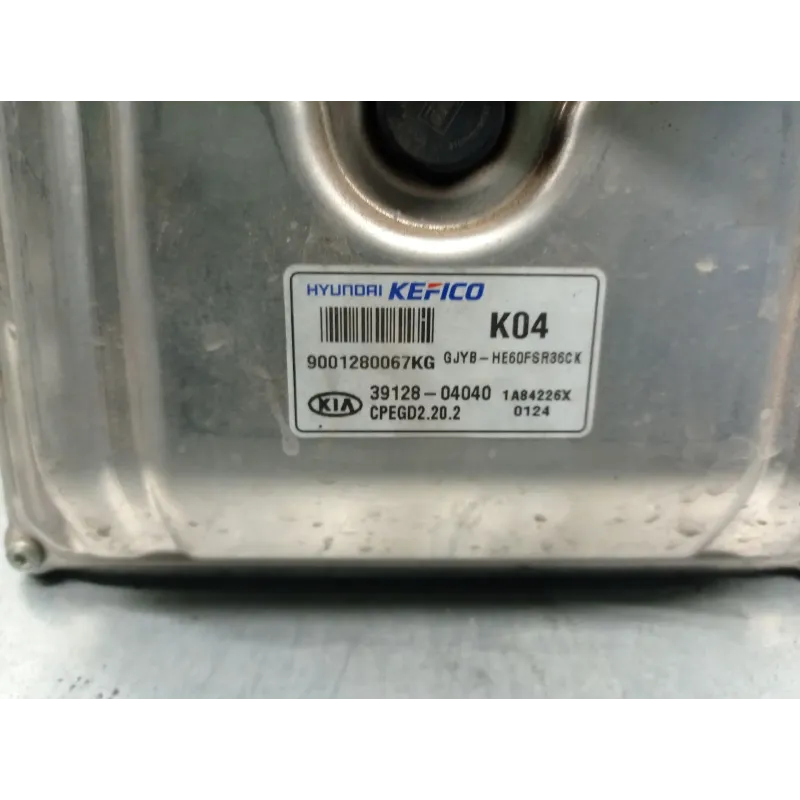 HYUNDAI KEFICO
K04
9001280067KG
GJYB-HE60FSR36CK
KIA
39128-04040
1A84226X
CPEGD2.20.2
0124